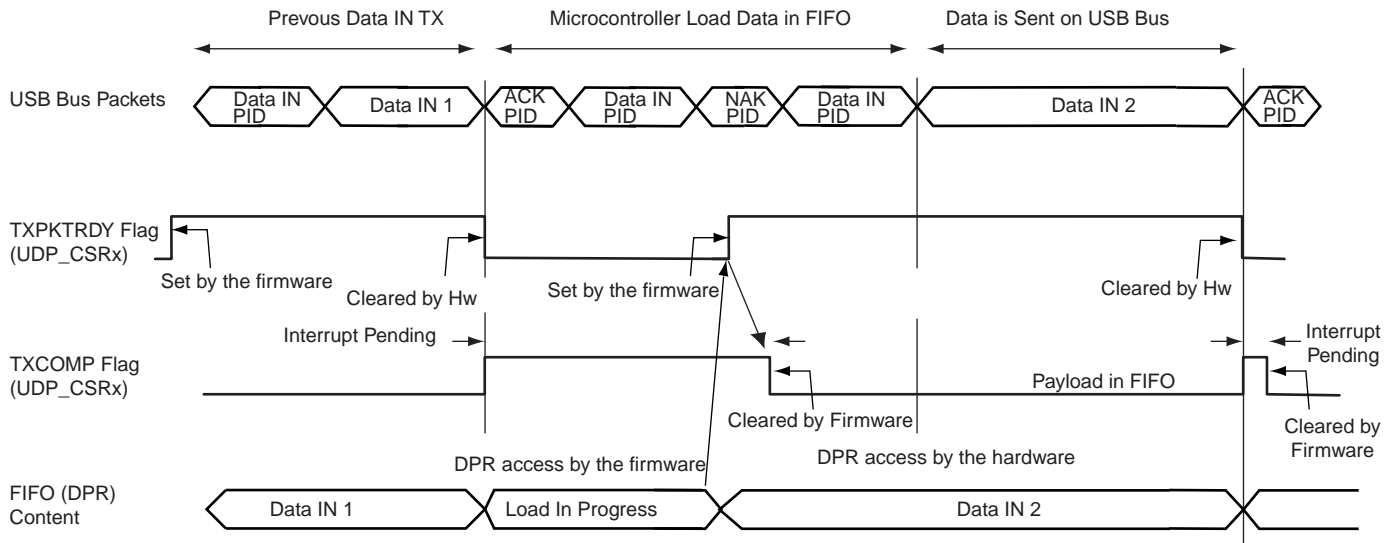 Prevous Data IN TX
Microcontroller Load Data in FIFO
Data is Sent on USB Bus
USB Bus Packets
Data IN
PID
Data IN 1
ACK
PID
Data IN
PID
NAK
PID
Data IN
PID
Data IN 2
ACK
PID
TXPKTRDY Flag
(UDP_CSRx)
Set by the firmware
Cleared by Hw
Set by the firmware
Cleared by Hw
Interrupt Pending
Interrupt
Pending
TXCOMP Flag
(UDP_CSRx)
Payload in FIFO
Cleared by Firmware
Cleared by
Firmware
DPR access by the firmware
DPR access by the hardware
FIFO (DPR)
Content
Data IN 1
Load In Progress
Data IN 2